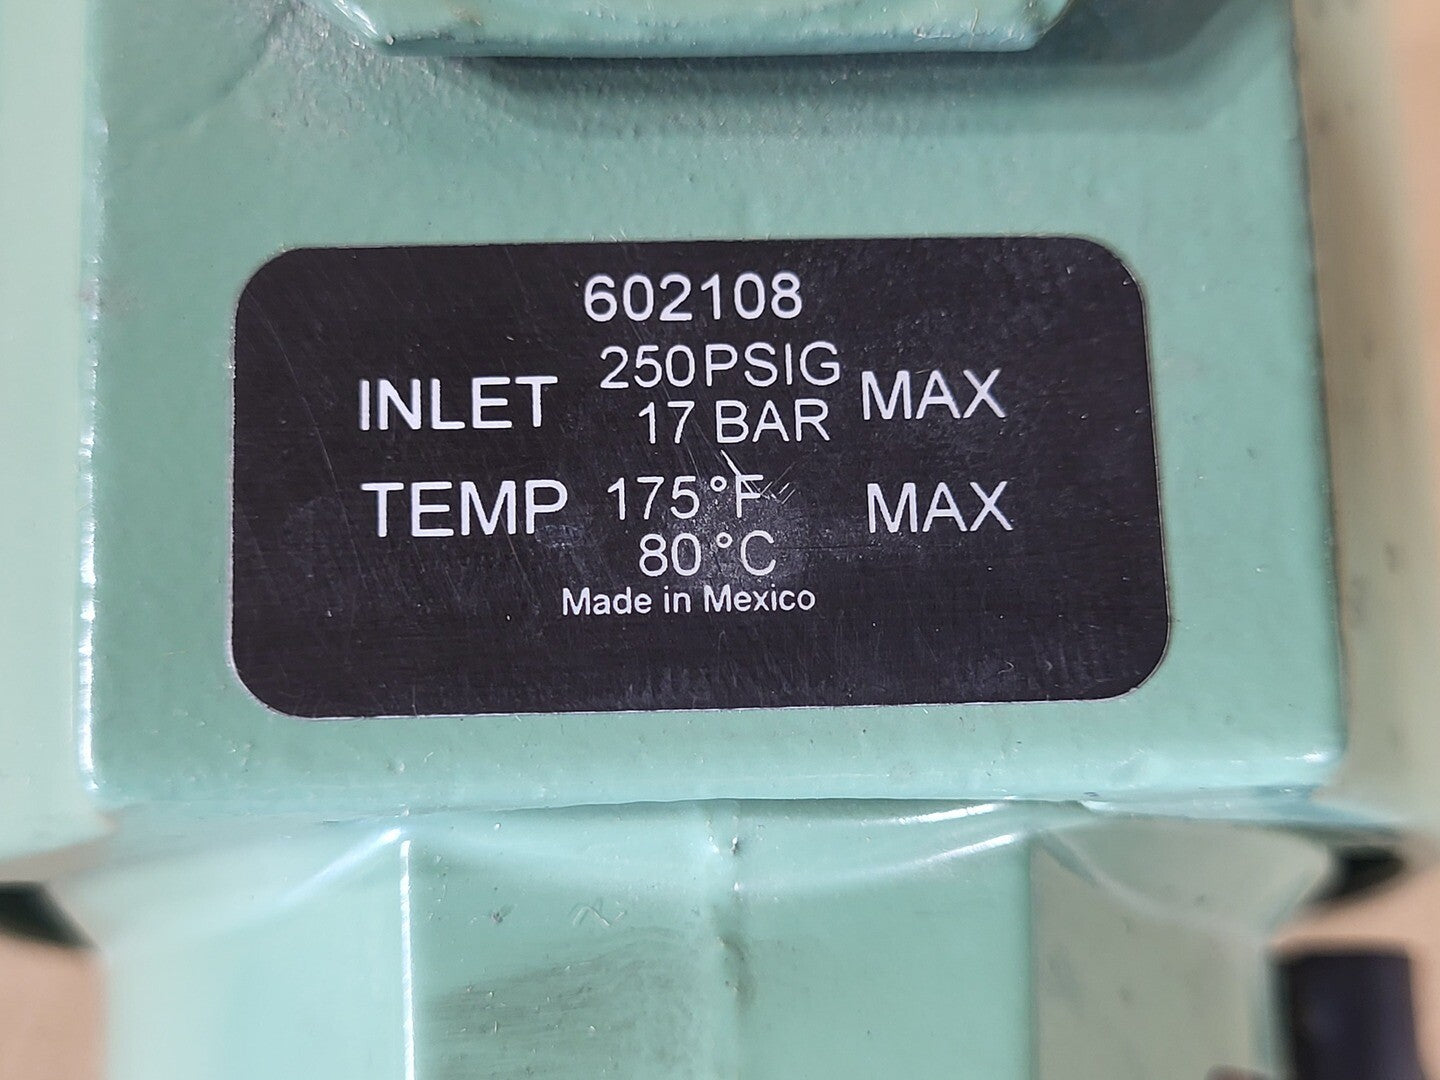 602108
INLET 250PSIG MAX
17 BAR
TEMP 175°F MAX
80°C
Made in Mexico